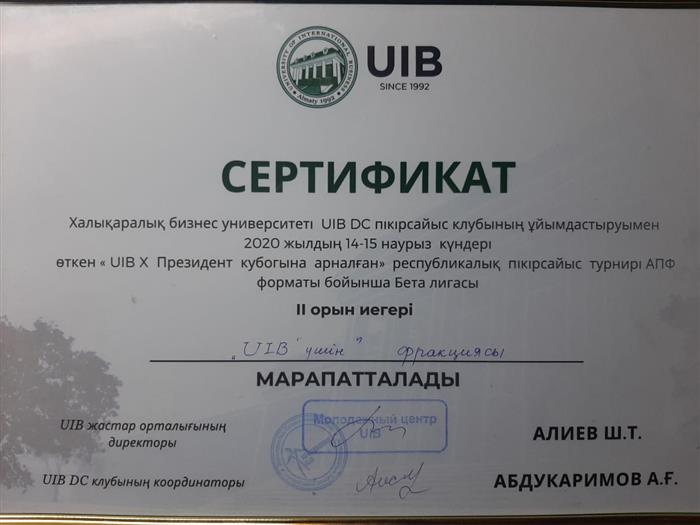 UNIVERSITY OF INTERNATIONAL BUSINESS
Almaty 1992
UIB
SINCE 1992
СЕРТИФИКАТ
Халықаралық бизнес университеті UIB DC пікірсайыс клубының ұйымдастыруымен
2020 жылдың 14-15 наурыз күндері
өткен « UIB X Президент кубогына арналған» республикалық пікірсайыс турнирі АПФ
форматы бойынша Бета лигасы
II орын иегері
„UIB үшін" фракциясы
МАРАПАТТАЛАДЫ
Молодежный центр
UIB
UIB жастар орталығының
директоры
АЛИЕВ Ш.Т.
UIB DC клубының координаторы
АБДУКАРИМОВ А.Ғ.